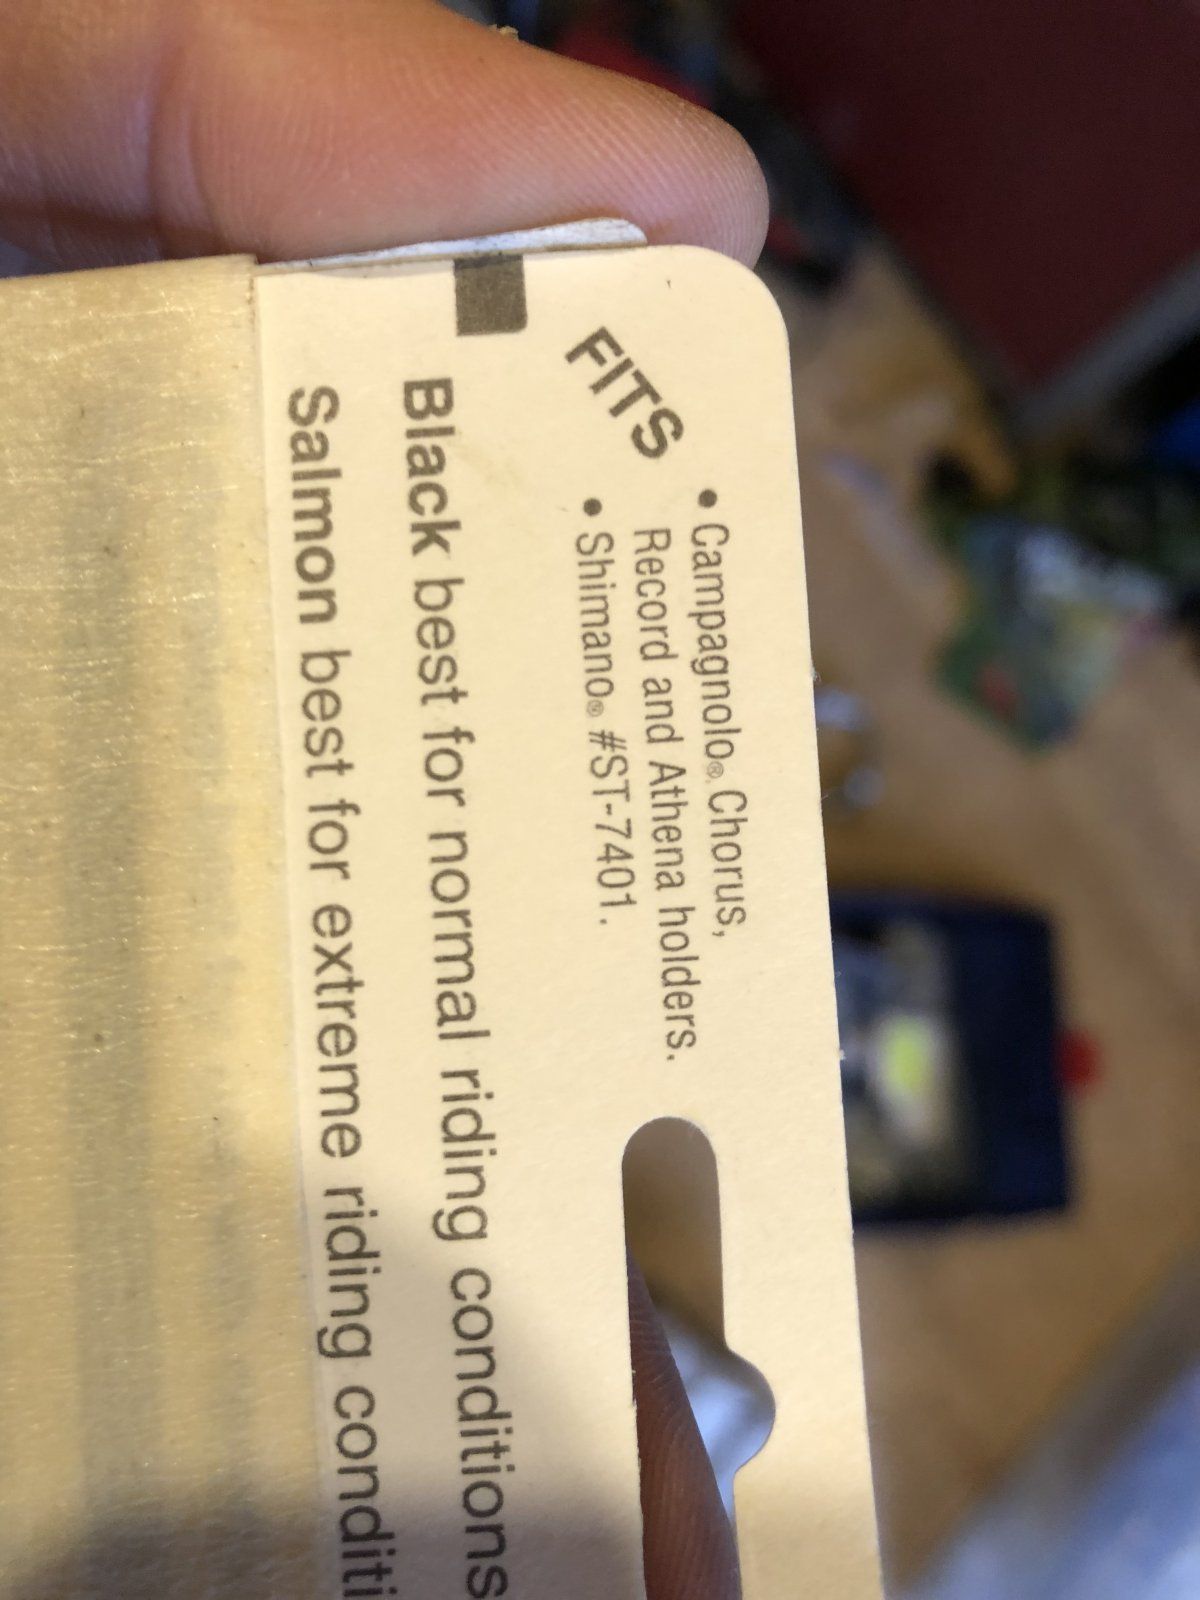 FITS
• Campagnolo® Chorus,
Record and Athena holders.
• Shimano® #ST-7401.
Black best for normal riding conditions
Salmon best for extreme riding conditi